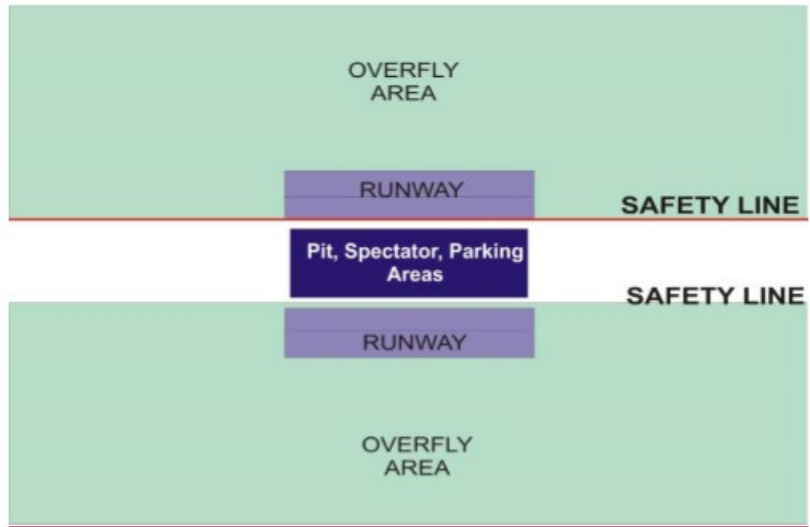 OVERFLY
AREA
RUNWAY
SAFETY LINE
Pit, Spectator, Parking
Areas
SAFETY LINE
RUNWAY
OVERFLY
AREA